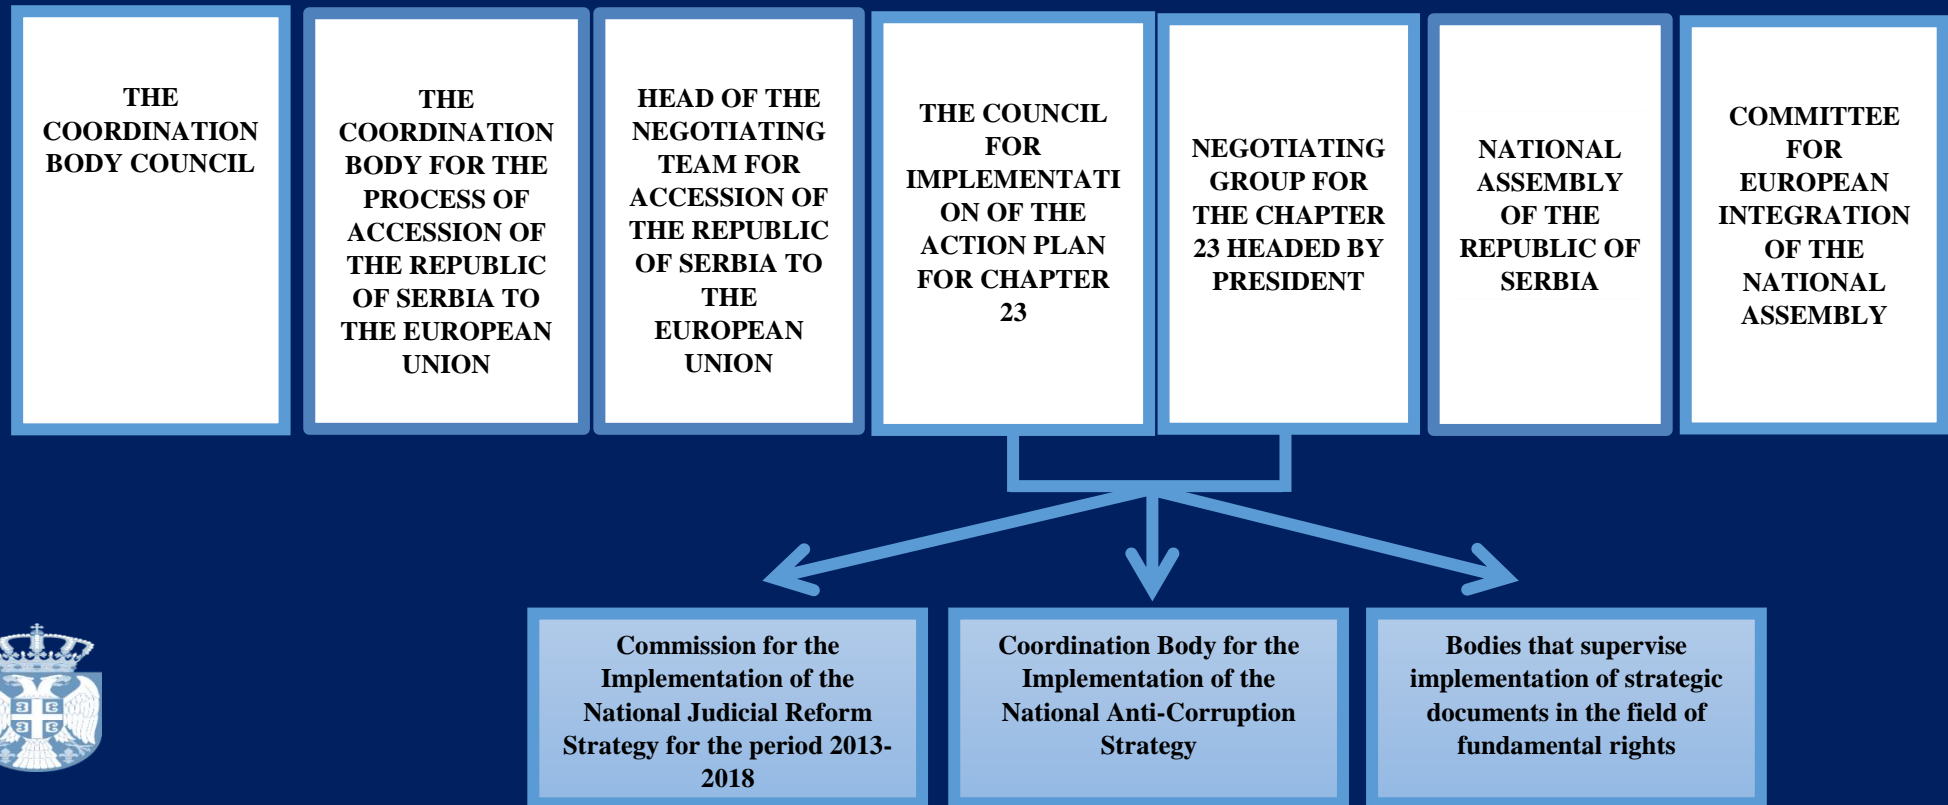 THE
COORDINATION
BODY COUNCIL
THE
COORDINATION
BODY FOR THE
PROCESS OF
ACCESSION OF
THE REPUBLIC
OF SERBIA TO
THE EUROPEAN
UNION
HEAD OF THE
NEGOTIATING
TEAM FOR
ACCESSION OF
THE REPUBLIC
OF SERBIA TO
THE
EUROPEAN
UNION
THE COUNCIL
FOR
IMPLEMENTATI
ON OF THE
ACTION PLAN
FOR CHAPTER
23
NEGOTIATING
GROUP FOR
THE CHAPTER
23 HEADED BY
PRESIDENT
NATIONAL
ASSEMBLY
OF THE
REPUBLIC OF
SERBIA
COMMITTEE
FOR
EUROPEAN
INTEGRATION
OF THE
NATIONAL
ASSEMBLY
Commission for the
Implementation of the
National Judicial Reform
Strategy for the period 2013-
2018
Coordination Body for the
Implementation of the
National Anti-Corruption
Strategy
Bodies that supervise
implementation of strategic
documents in the field of
fundamental rights